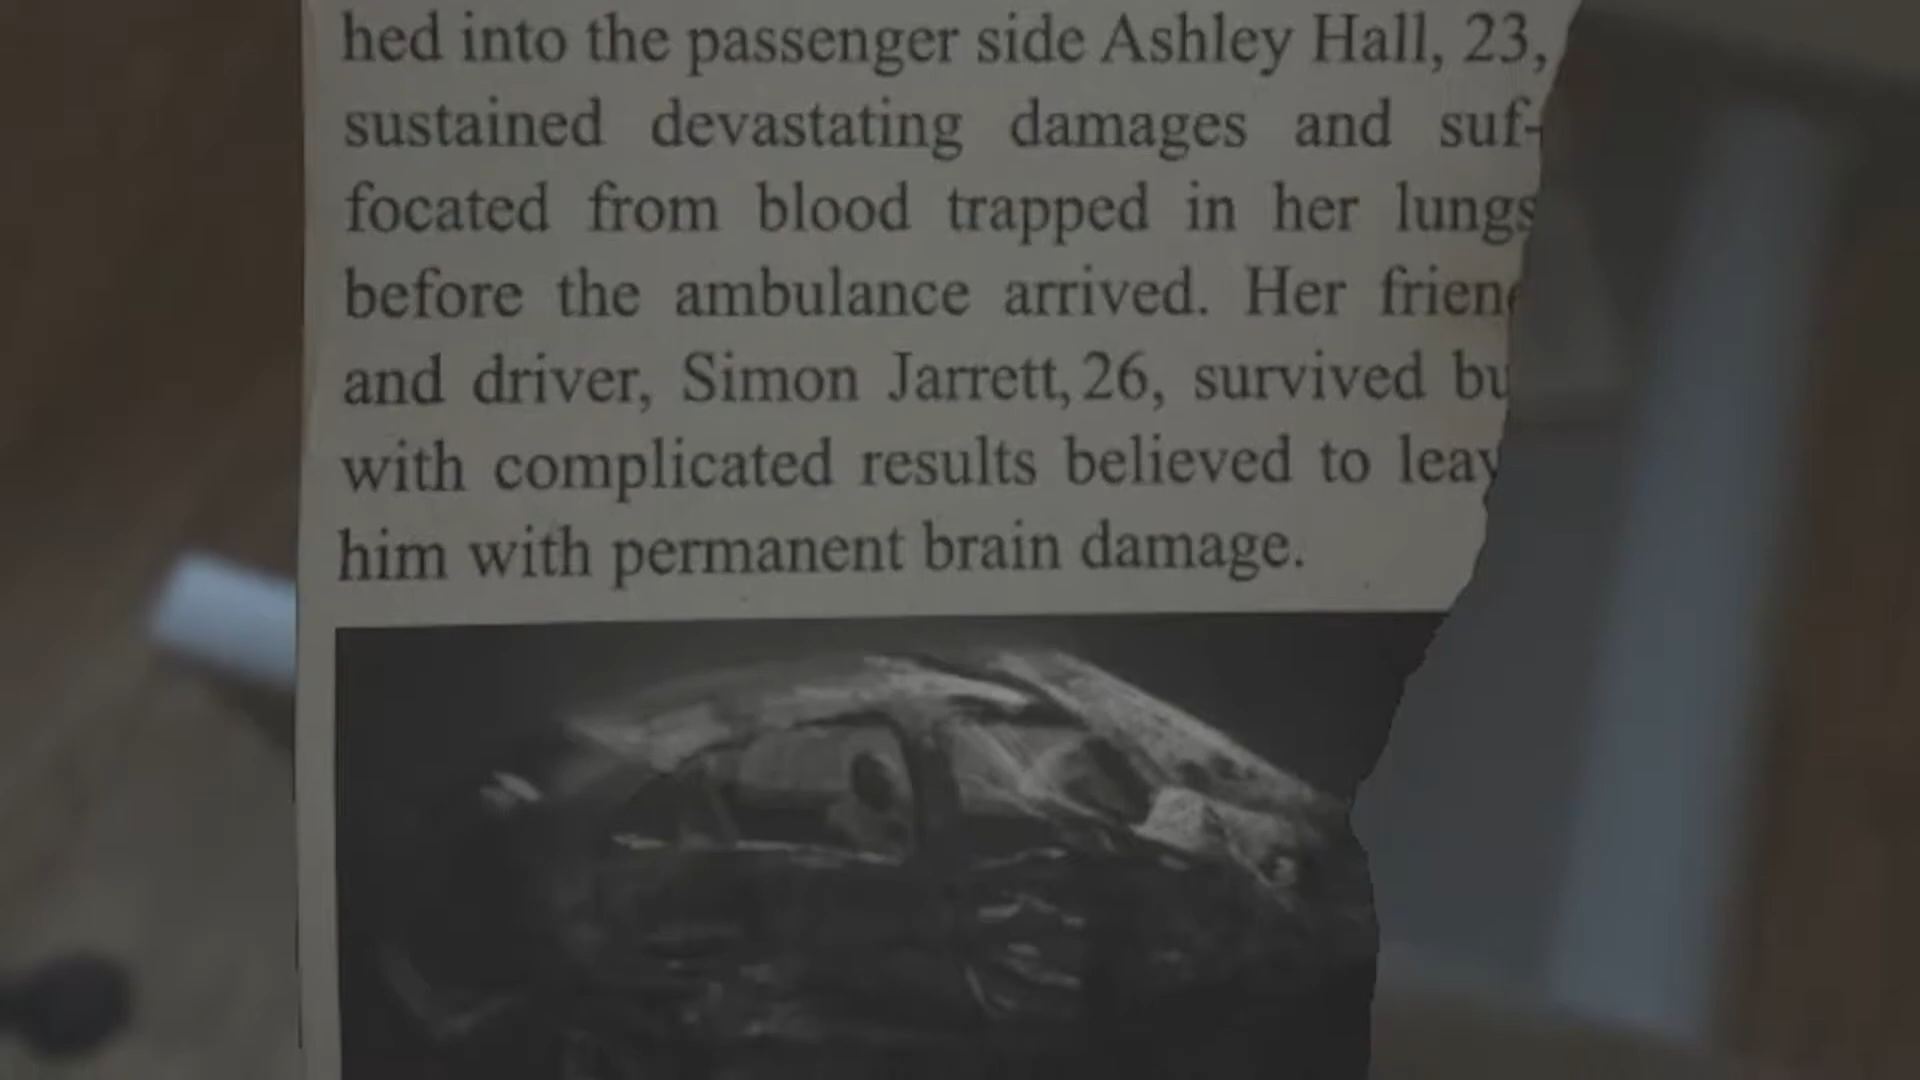 hed into the passenger side Ashley Hall, 23,
sustained devastating damages and suf-
focated from blood trapped in her lungs
before the ambulance arrived. Her frien
and driver, Simon Jarrett, 26, survived bu
with complicated results believed to leav
him with permanent brain damage.